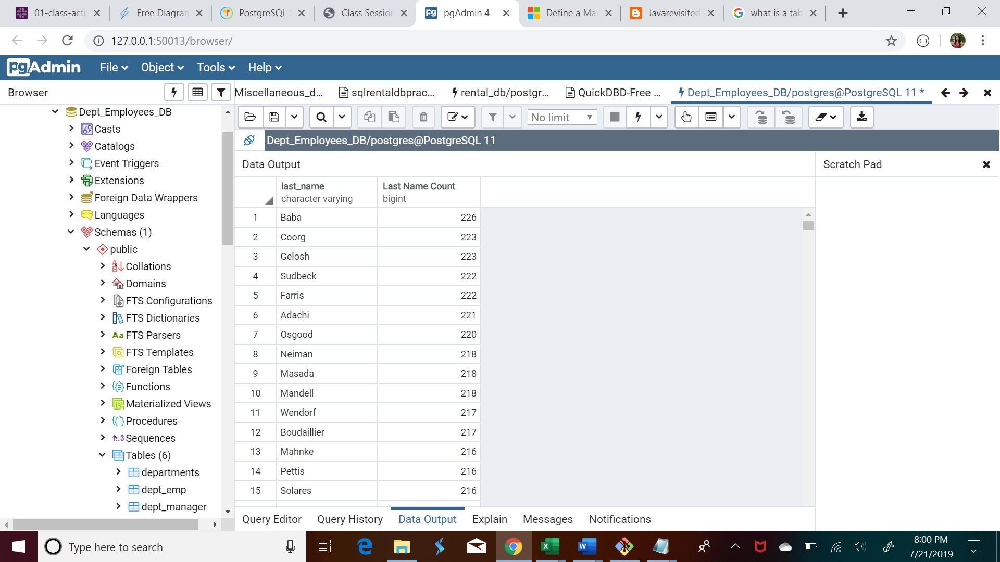 01-class-acti
Free Diagram
PostgreSQL S
Class Session
pgAdmin 4
Define a Ma
Javarevisited
what is a tab
127.0.0.1:50013/browser/
pgAdmin File Object Tools Help
Browser
Miscellaneous_d...
sqlrentaldbprac...
rental_db/postgr...
QuickDBD-Free ...
Dept_Employees_DB/postgres@PostgreSQL 11 *
No limit
Dept_Employees_DB/postgres@PostgreSQL 11
Dept_Employees_DB
Casts
Catalogs
Event Triggers
Extensions
Foreign Data Wrappers
Languages
Schemas (1)
public
Collations
Domains
FTS Configurations
FTS Dictionaries
Aa FTS Parsers
FTS Templates
Foreign Tables
Functions
Materialized Views
Procedures
1..3 Sequences
Tables (6)
departments
dept_emp
dept_manager
Data Output
Scratch Pad
last_name Last Name Count
character varying bigint
1 Baba 226
2 Coorg 223
3 Gelosh 223
4 Sudbeck 222
5 Farris 222
6 Adachi 221
7 Osgood 220
8 Neiman 218
9 Masada 218
10 Mandell 218
11 Wendorf 217
12 Boudaillier 217
13 Mahnke 216
14 Pettis 216
15 Solares 216
Query Editor Query History Data Output Explain Messages Notifications
Type here to search
8:00 PM
7/21/2019